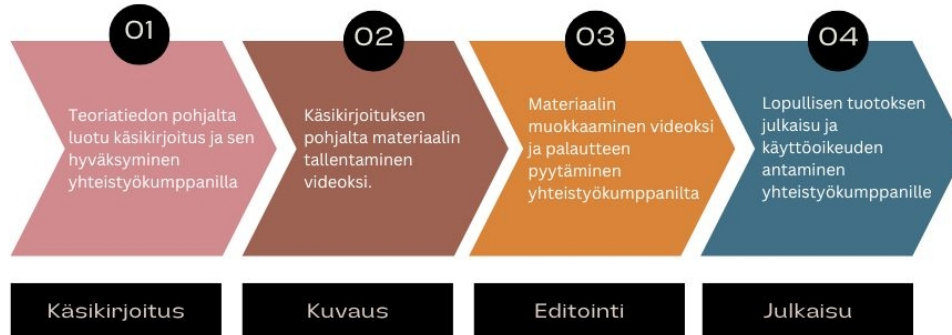 01
Teoriatiedon pohjalta
luotu käsikirjoitus ja sen
hyväksyminen
yhteistyökumppanilla
02
Käsikirjoituksen
pohjalta materiaalin
tallentaminen
videoksi.
03
Materiaalin
muokkaaminen videoksi
ja palautteen
pyytäminen
yhteistyökumppanilta
04
Lopullisen tuotoksen
julkaisu ja
käyttöoikeuden
antaminen
yhteistyökumppanille
Käsikirjoitus
Kuvaus
Editointi
Julkaisu